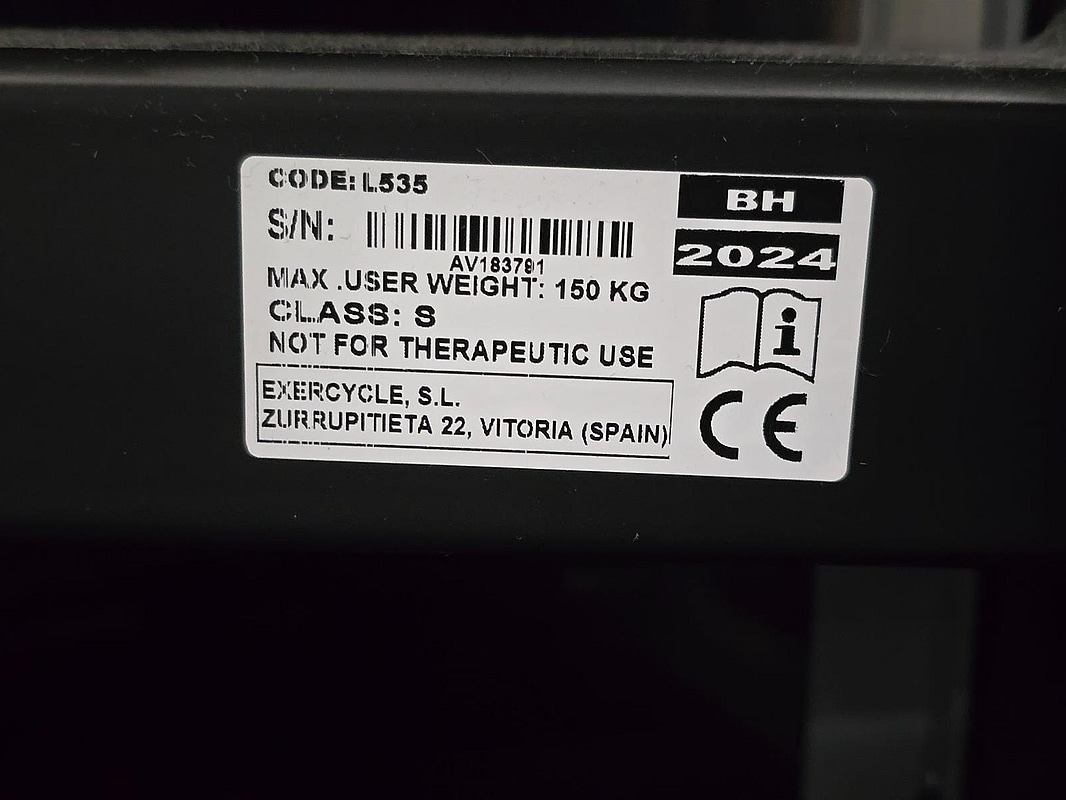 CODE: L535
S/N:
AV183791
MAX .USER WEIGHT: 150 KG
CLASS: S
NOT FOR THERAPEUTIC USE
EXERCYCLE, S.L.
ZURRUPITIETA 22, VITORIA (SPAIN)
BH
2024
i
CE